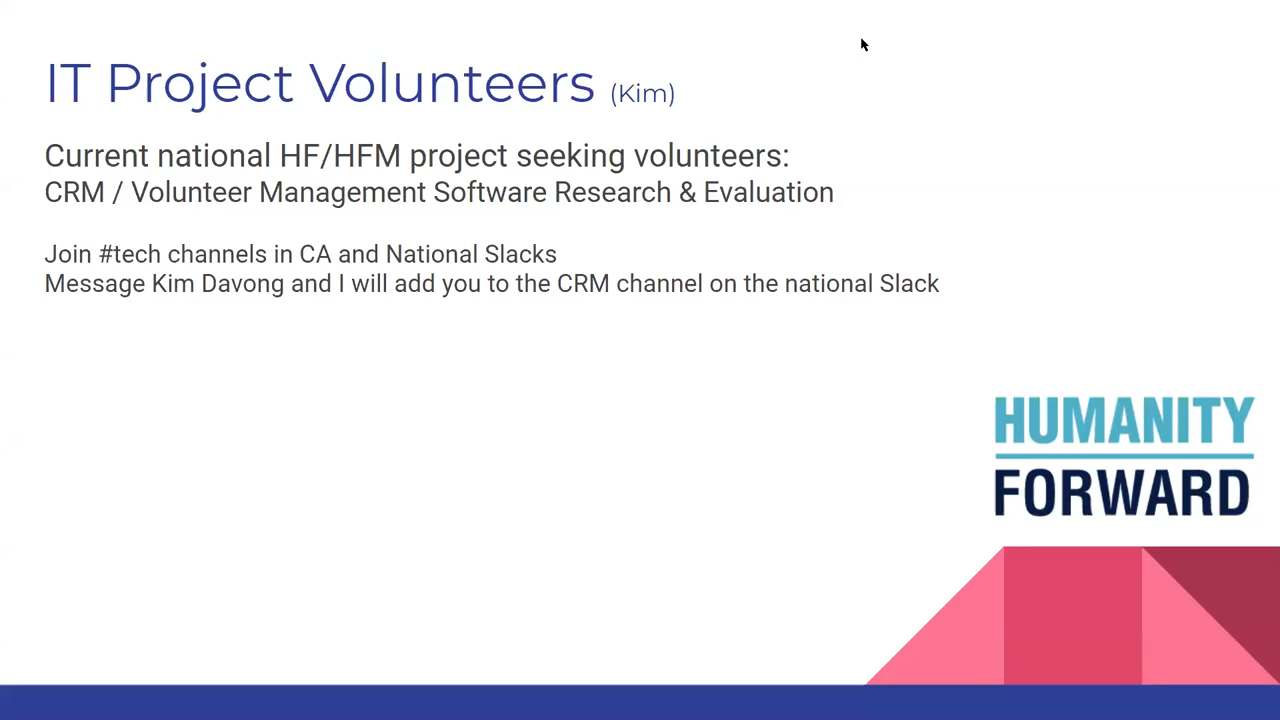 IT Project Volunteers (Kim)
Current national HF/HFM project seeking volunteers:
CRM / Volunteer Management Software Research & Evaluation
Join #tech channels in CA and National Slacks
Message Kim Davong and I will add you to the CRM channel on the national Slack
HUMANITY
FORWARD